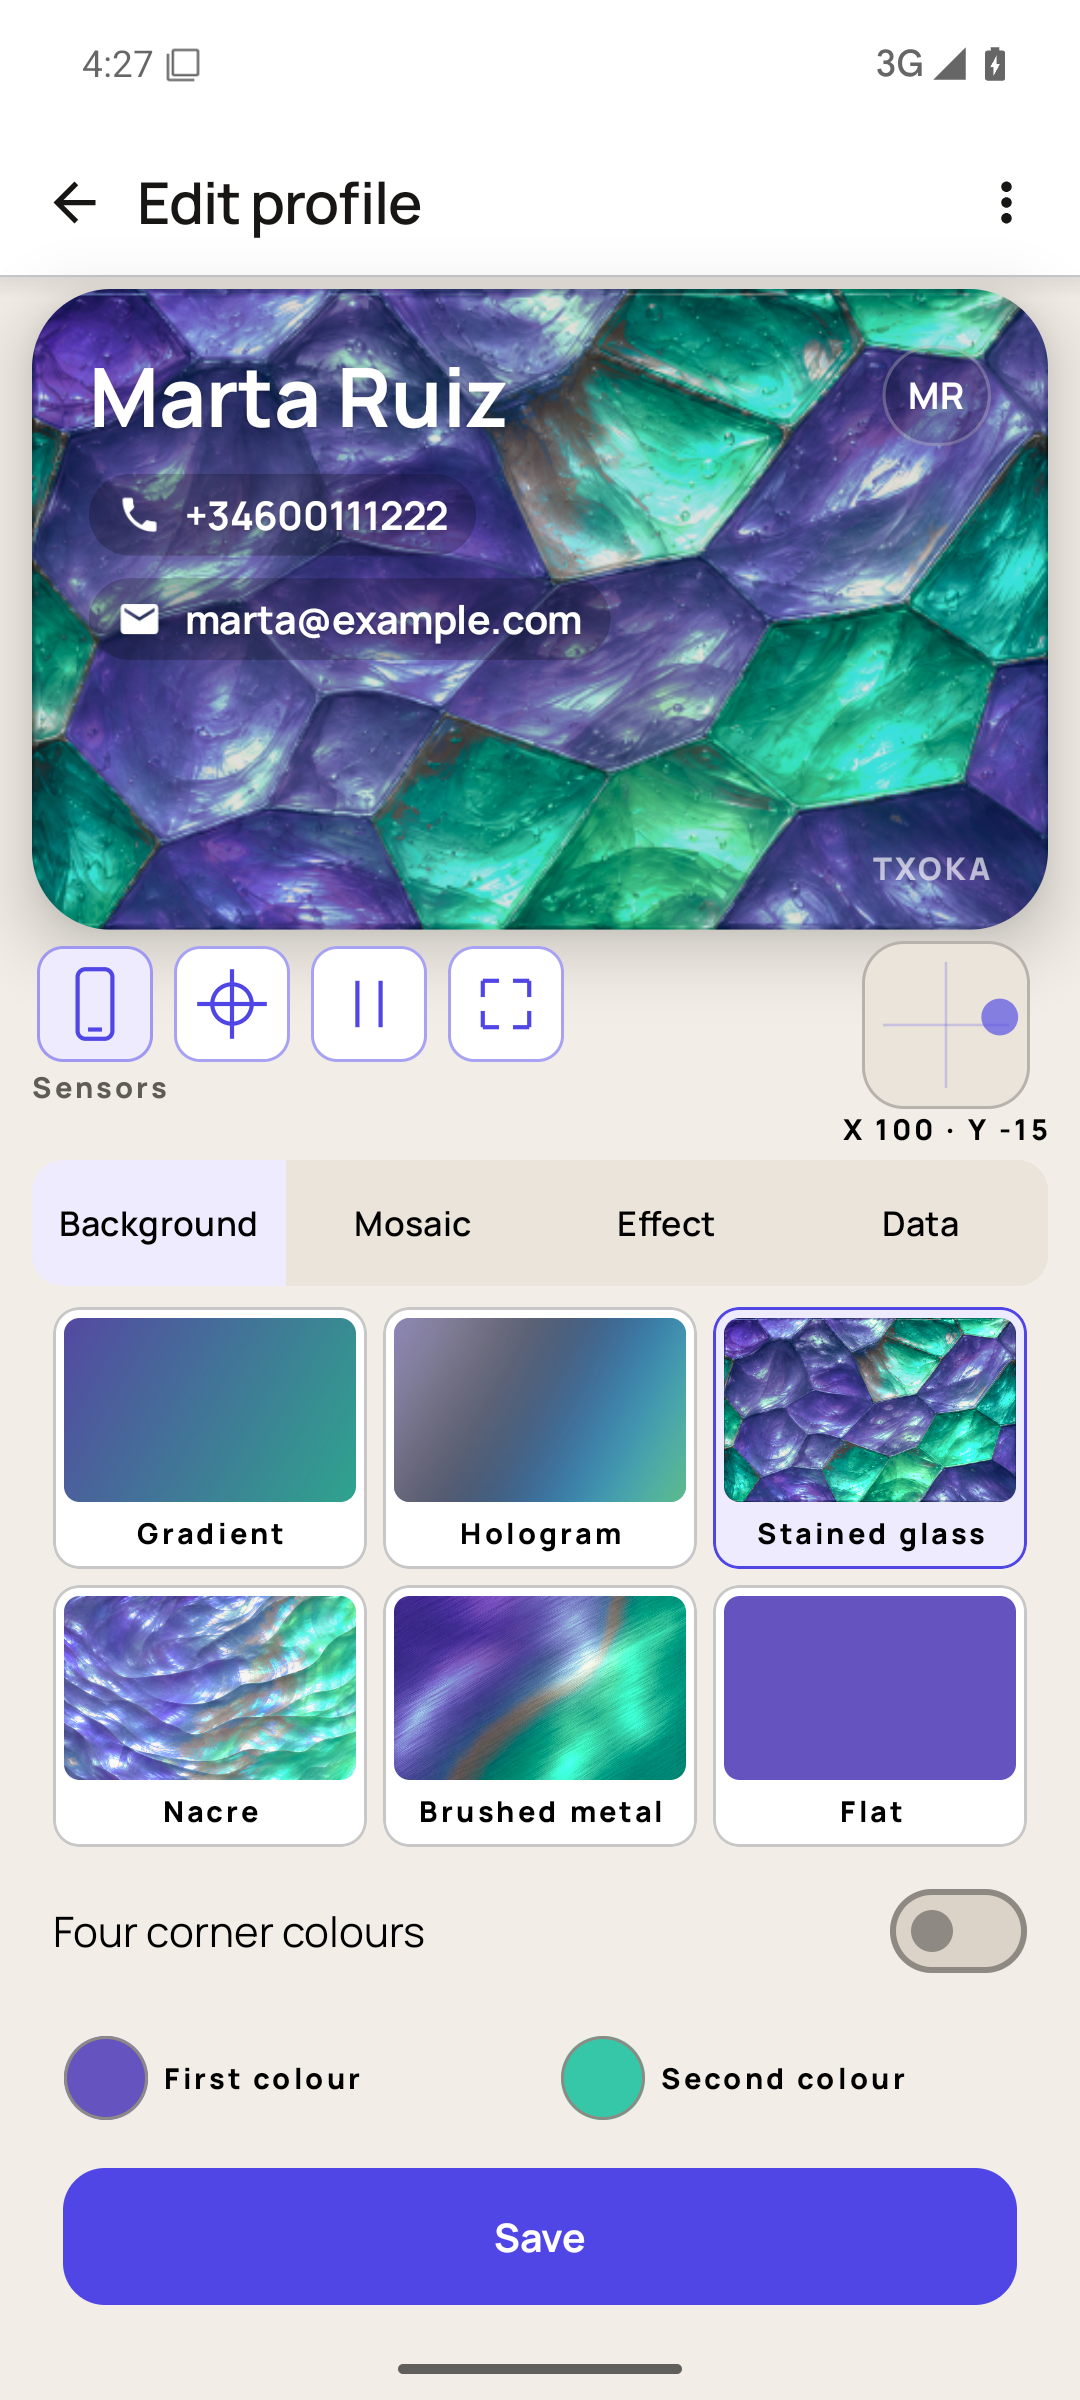 4:27
3G
Edit profile
Marta Ruiz
MR
+34600111222
marta@example.com
TXOKA
Sensors
X 100 · Y -15
Background
Mosaic
Effect
Data
Gradient
Hologram
Stained glass
Nacre
Brushed metal
Flat
Four corner colours
First colour
Second colour
Save